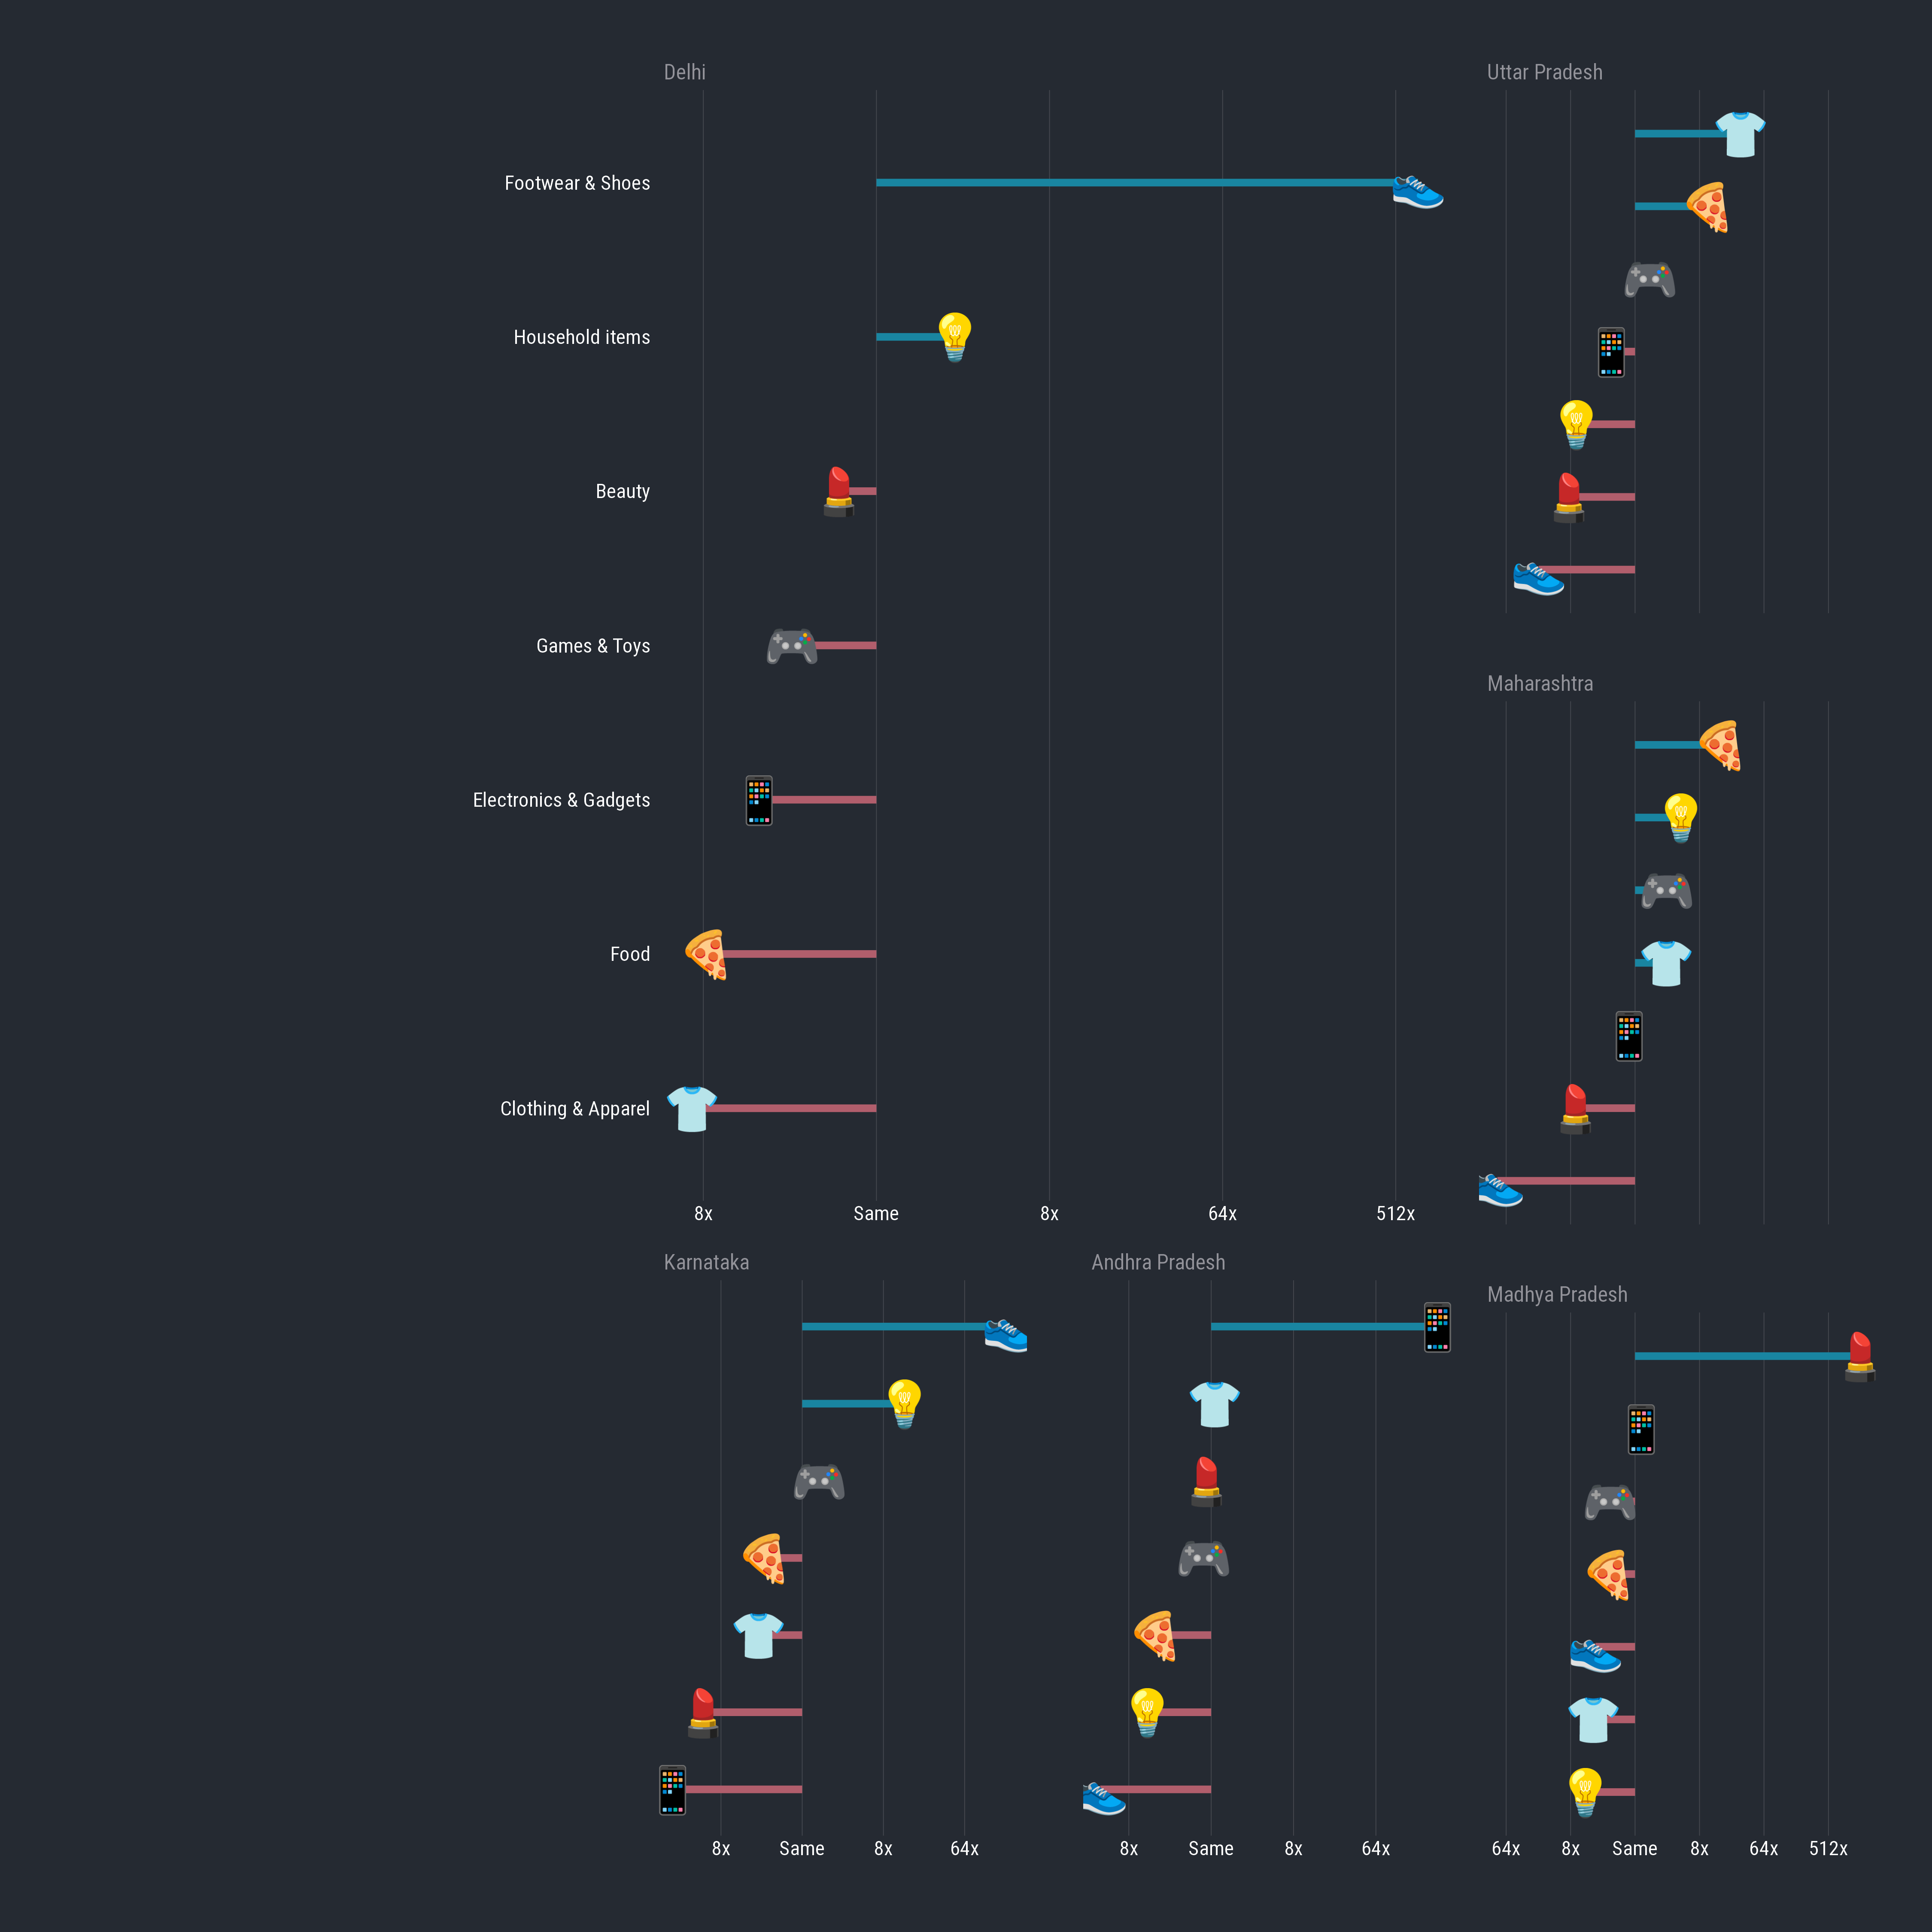 Delhi
Footwear & Shoes
Household items
Beauty
Games & Toys
Electronics & Gadgets
Food
Clothing & Apparel
8x Same 8x 64x 512x
Uttar Pradesh
Maharashtra
Karnataka
8x Same 8x 64x
Andhra Pradesh
8x Same 8x 64x
Madhya Pradesh
64x 8x Same 8x 64x 512x